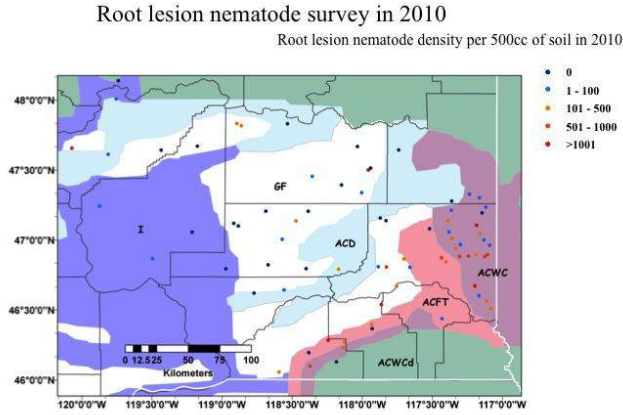 Root lesion nematode survey in 2010
Root lesion nematode density per 500cc of soil in 2010
0
1 - 100
101 - 500
501 - 1000
>1001
48°0'0"N
47°30'0"N
47°0'0"N
46°30'0"N
46°0'0"N
GF
I
ACD
ACWC
ACFT
ACWCd
0 12.525 50 75 100
Kilometers
120°0'0"W 119°30'0"W 119°0'0"W 118°30'0"W 118°0'0"W 117°30'0"W 117°0'0"W